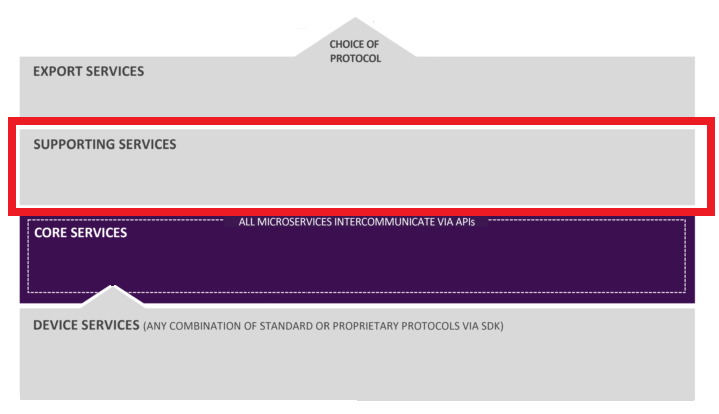 CHOICE OF
PROTOCOL
EXPORT SERVICES
SUPPORTING SERVICES
ALL MICROSERVICES INTERCOMMUNICATE VIA APIs
CORE SERVICES
DEVICE SERVICES (ANY COMBINATION OF STANDARD OR PROPRIETARY PROTOCOLS VIA SDK)